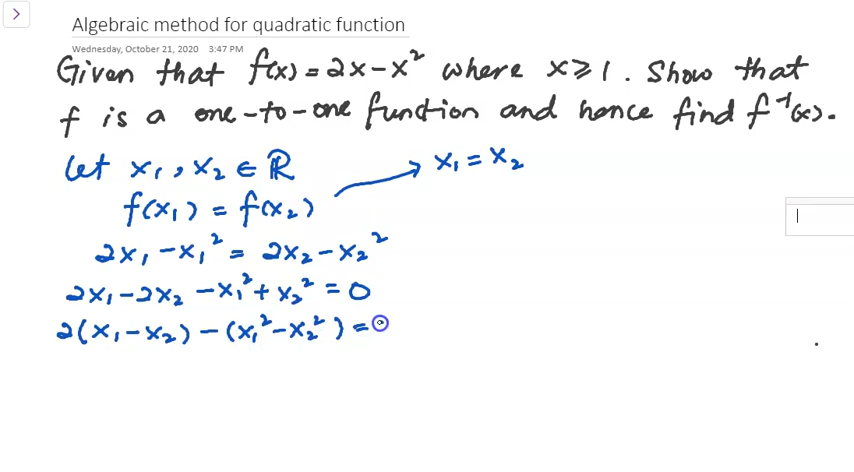 Algebraic method for quadratic function
Wednesday, October 21, 2020 3:47 PM
Given that f(x) = 2x - x² where x ⩾ 1. Show that
f is a one-to-one function and hence find f⁻¹(x).
Let x₁, x₂ ∈ ℝ
f(x₁) = f(x₂) → x₁ = x₂
2x₁ - x₁² = 2x₂ - x₂²
2x₁ - 2x₂ - x₁² + x₂² = 0
2(x₁ - x₂) - (x₁² - x₂²) = 0